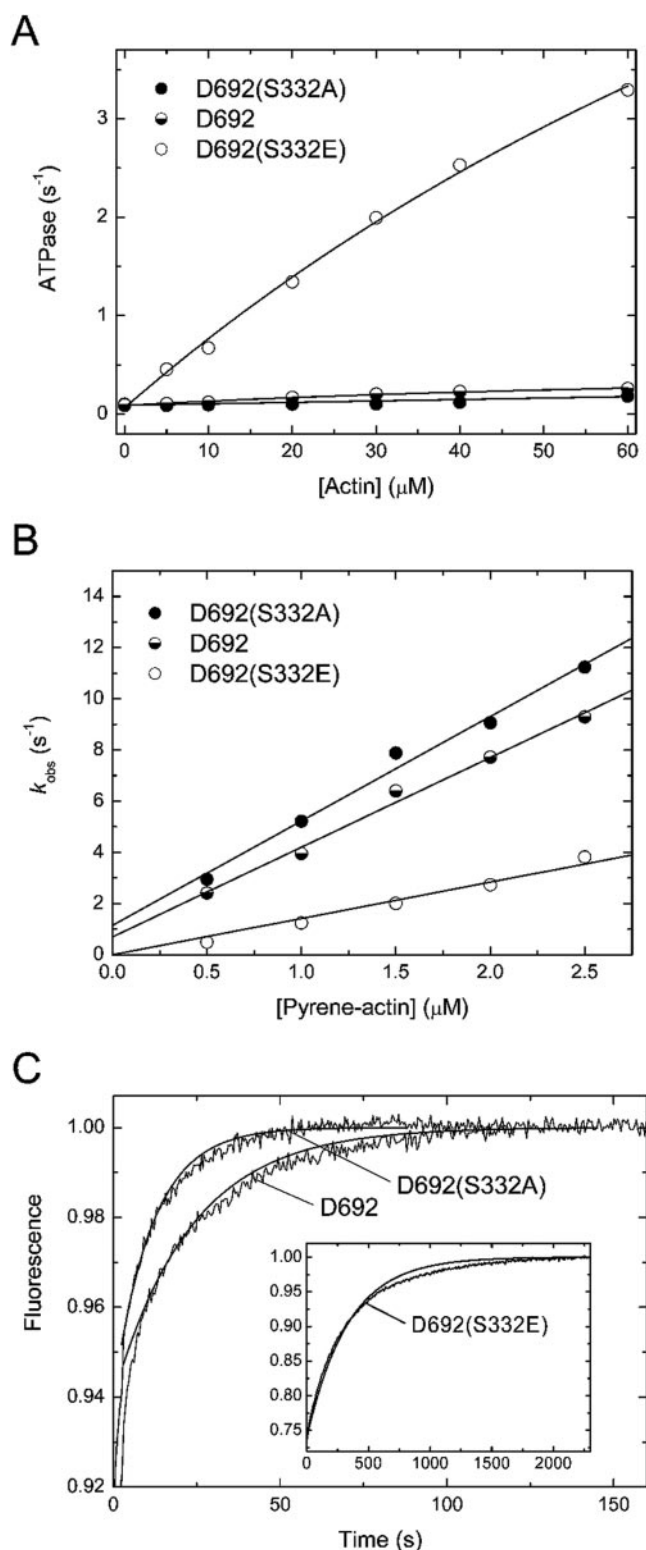 A
D692(S332A)
D692
D692(S332E)
3
2
1
0
ATPase (s⁻¹)
0 10 20 30 40 50 60
[Actin] (μM)
B
D692(S332A)
D692
D692(S332E)
14
12
10
8
6
4
2
0
k_obs (s⁻¹)
0.0 0.5 1.0 1.5 2.0 2.5
[Pyrene-actin] (μM)
C
1.00
0.98
0.96
0.94
0.92
Fluorescence
D692(S332A)
D692
1.00
0.95
0.90
0.85
0.80
0.75
D692(S332E)
0 500 1000 1500 2000
0 50 100 150
Time (s)